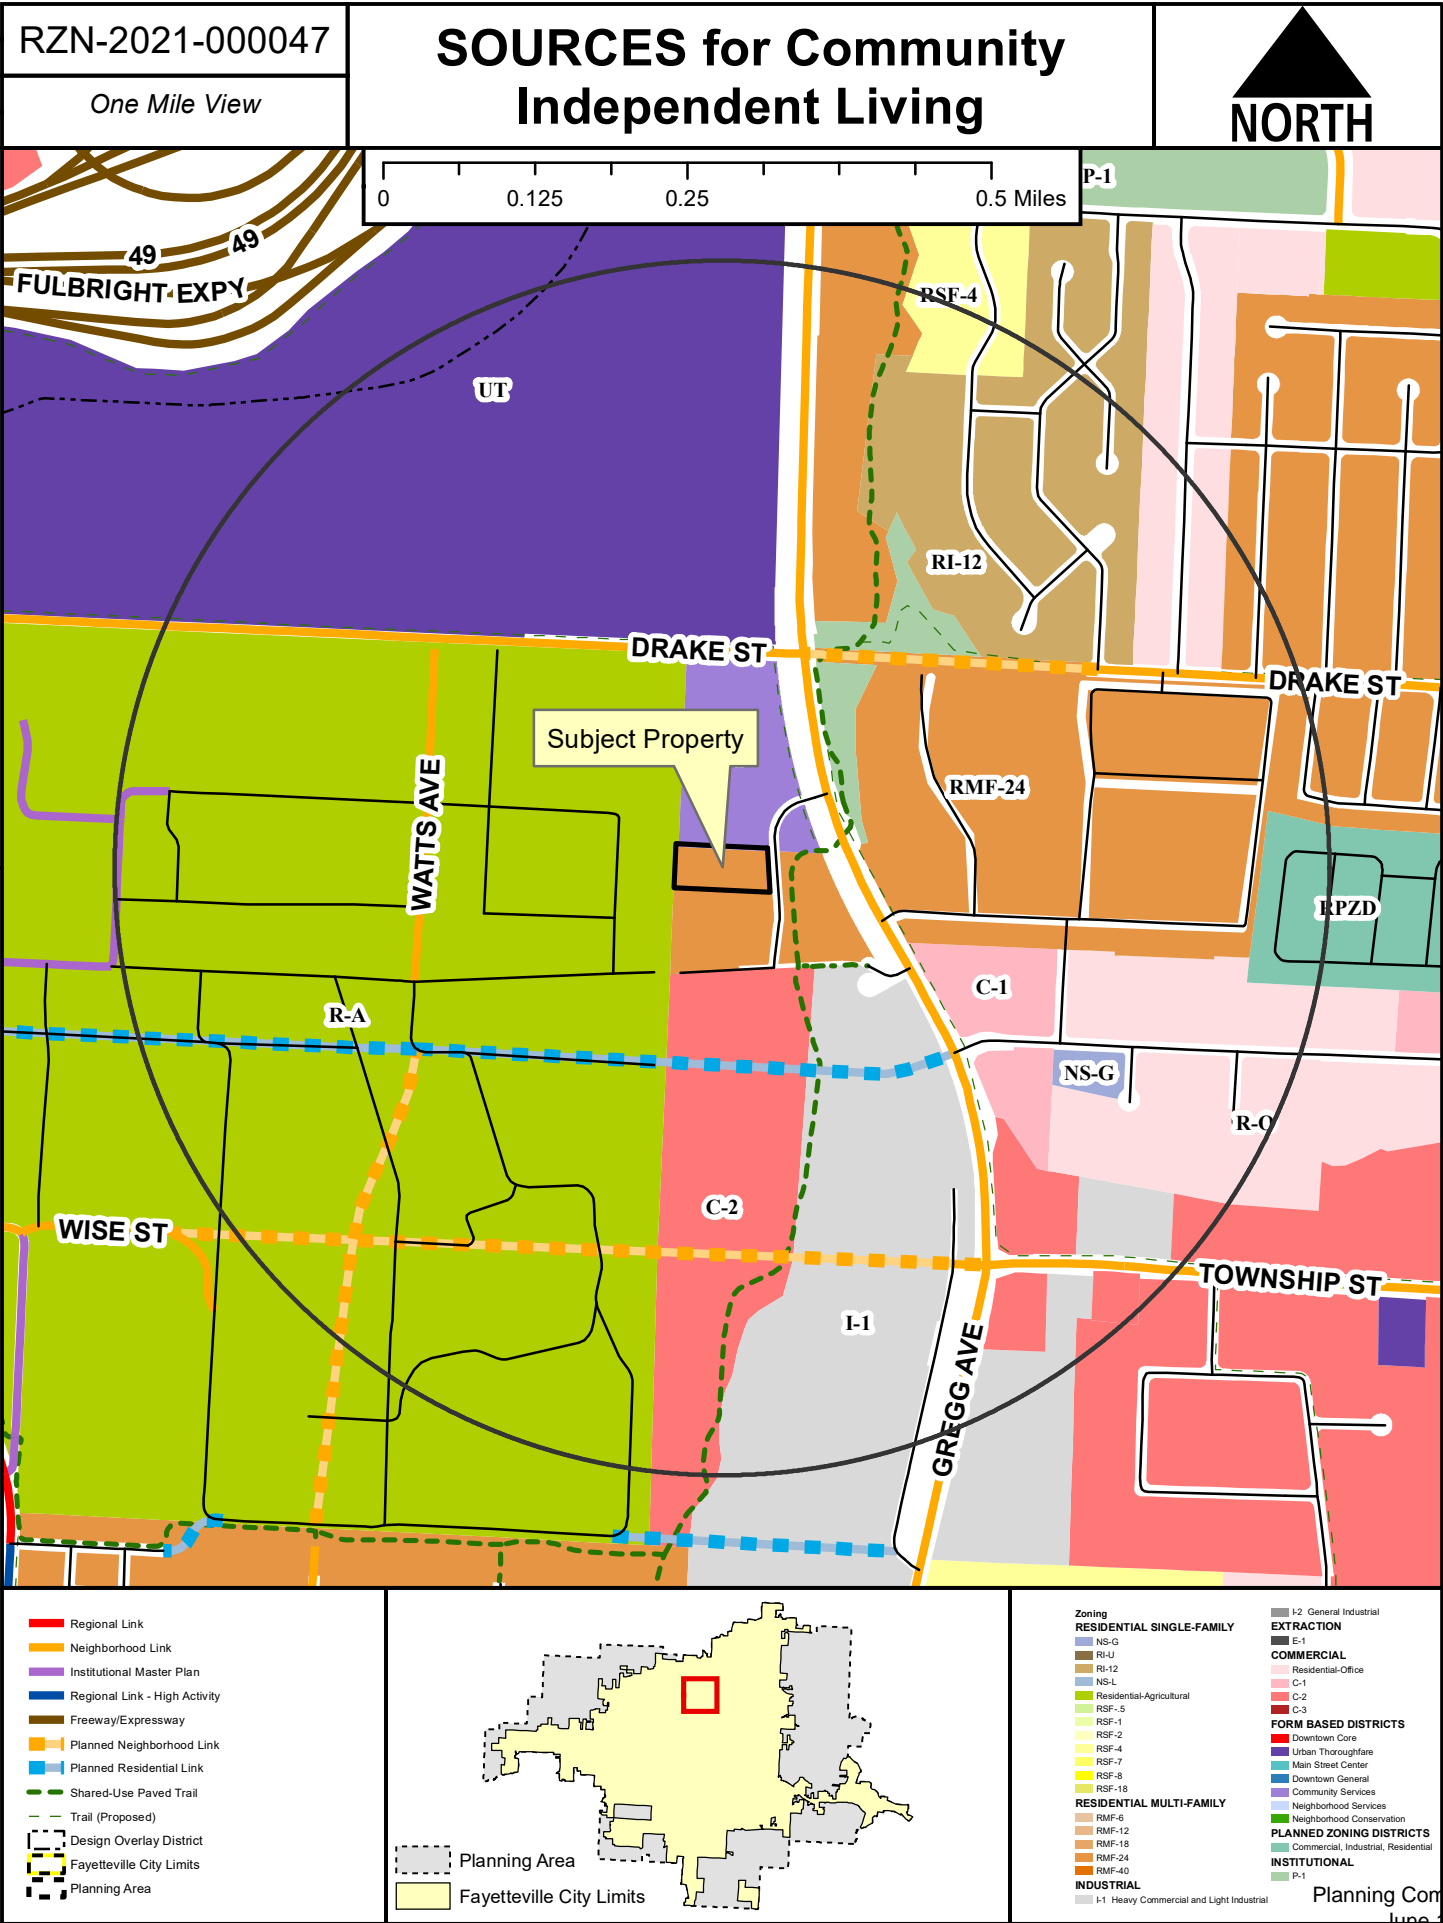 RZN-2021-000047
One Mile View
SOURCES for Community
Independent Living
NORTH
0 0.125 0.25 0.5 Miles
P-1
49
49
FULBRIGHT EXPY
RSF-4
UT
RI-12
DRAKE ST
DRAKE ST
Subject Property
WATTS AVE
RMF-24
RPZD
C-1
R-A
NS-G
R-O
C-2
WISE ST
TOWNSHIP ST
I-1
GREGG AVE
Regional Link
Neighborhood Link
Institutional Master Plan
Regional Link - High Activity
Freeway/Expressway
Planned Neighborhood Link
Planned Residential Link
Shared-Use Paved Trail
Trail (Proposed)
Design Overlay District
Fayetteville City Limits
Planning Area
Planning Area
Fayetteville City Limits
Zoning
RESIDENTIAL SINGLE-FAMILY
NS-G
RI-U
RI-12
NS-L
Residential-Agricultural
RSF-.5
RSF-1
RSF-2
RSF-4
RSF-7
RSF-8
RSF-18
RESIDENTIAL MULTI-FAMILY
RMF-6
RMF-12
RMF-18
RMF-24
RMF-40
INDUSTRIAL
I-1 Heavy Commercial and Light Industrial
I-2 General Industrial
EXTRACTION
E-1
COMMERCIAL
Residential-Office
C-1
C-2
C-3
FORM BASED DISTRICTS
Downtown Core
Urban Thoroughfare
Main Street Center
Downtown General
Community Services
Neighborhood Services
Neighborhood Conservation
PLANNED ZONING DISTRICTS
Commercial, Industrial, Residential
INSTITUTIONAL
P-1
Planning Com
June